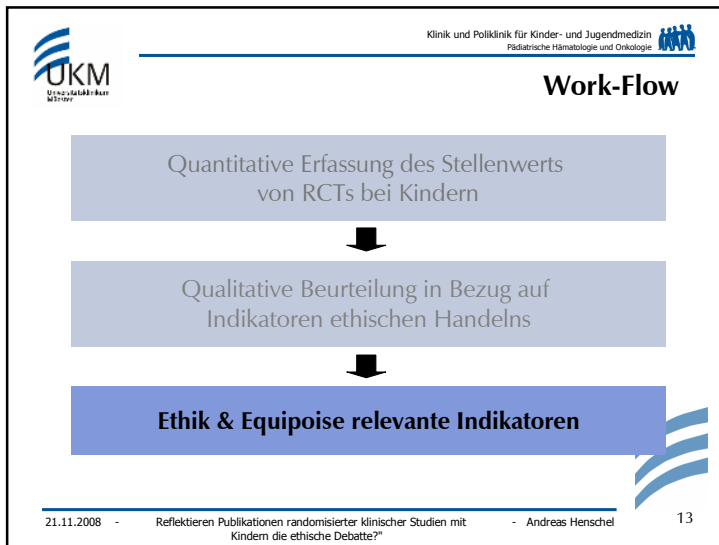 Klinik und Poliklinik für Kinder- und Jugendmedizin
Pädiatrische Hämatologie und Onkologie
UKM
Universitätsklinikum
Münster
Work-Flow
Quantitative Erfassung des Stellenwerts
von RCTs bei Kindern
Qualitative Beurteilung in Bezug auf
Indikatoren ethischen Handelns
Ethik & Equipoise relevante Indikatoren
21.11.2008 - Reflektieren Publikationen randomisierter klinischer Studien mit - Andreas Henschel 13
Kindern die ethische Debatte?"